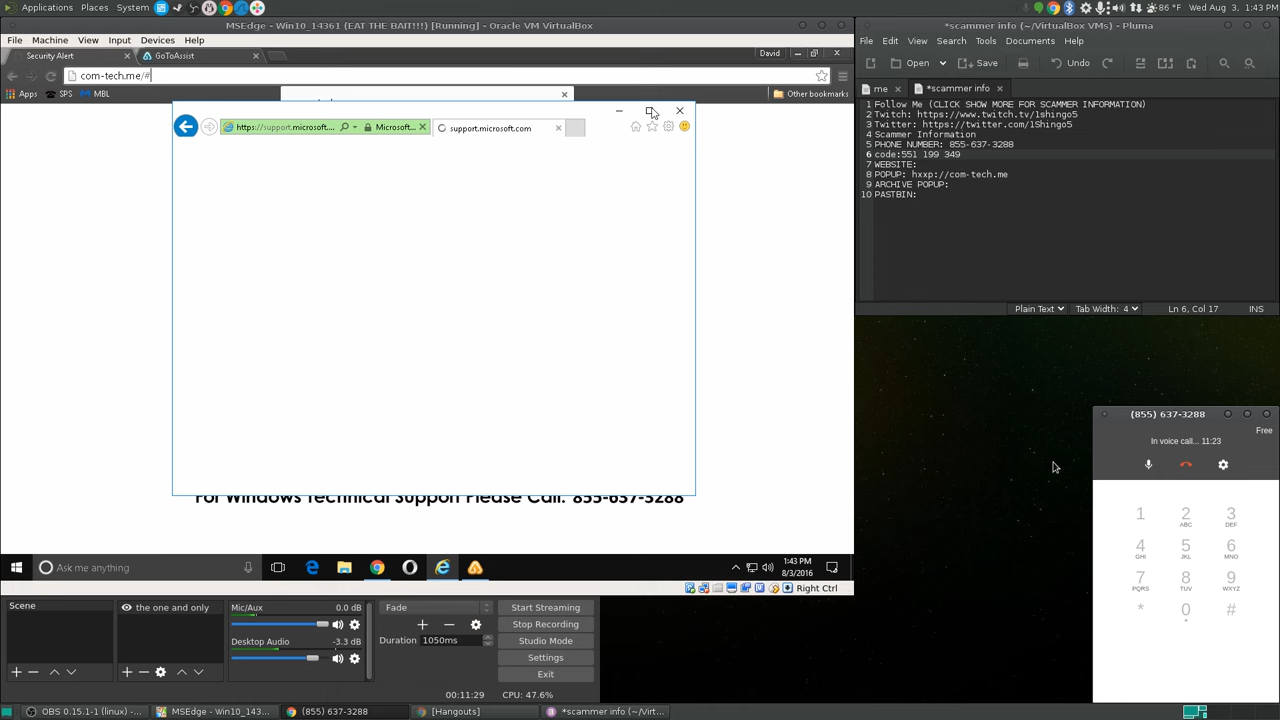 Applications Places System
86 °F Wed Aug 3, 1:43 PM
MSEdge - Win10_14361 (EAT THE BAIT!!!) [Running] - Oracle VM VirtualBox
File Machine View Input Devices Help
Security Alert
GoToAssist
David
com-tech.me/#
Apps SPS MBL
Other bookmarks
https://support.microsoft....
Microsoft...
support.microsoft.com
For Windows Technical Support Please Call: 855-637-3288
Ask me anything
1:43 PM
8/3/2016
Right Ctrl
*scammer info (~/VirtualBox VMs) - Pluma
File Edit View Search Tools Documents Help
Open Save Undo
me
*scammer info
1 Follow Me (CLICK SHOW MORE FOR SCAMMER INFORMATION)
2 Twitch: https://www.twitch.tv/1shingo5
3 Twitter: https://twitter.com/1Shingo5
4 Scammer Information
5 PHONE NUMBER: 855-637-3288
6 code:551 199 349
7 WEBSITE:
8 POPUP: hxxp://com-tech.me
9 ARCHIVE POPUP:
10 PASTBIN:
Plain Text Tab Width: 4 Ln 6, Col 17 INS
(855) 637-3288
Free
In voice call... 11:23
1 2 3
ABC DEF
4 5 6
GHI JKL MNO
7 8 9
PQRS TUV WXYZ
* 0 #
Scene
the one and only
Mic/Aux 0.0 dB
Desktop Audio -3.3 dB
Fade
Duration 1050ms
Start Streaming
Stop Recording
Studio Mode
Settings
Exit
00:11:29 CPU: 47.6%
OBS 0.15.1-1 (linux) -...
MSEdge - Win10_143...
(855) 637-3288
[Hangouts]
*scammer info (~/Virt...